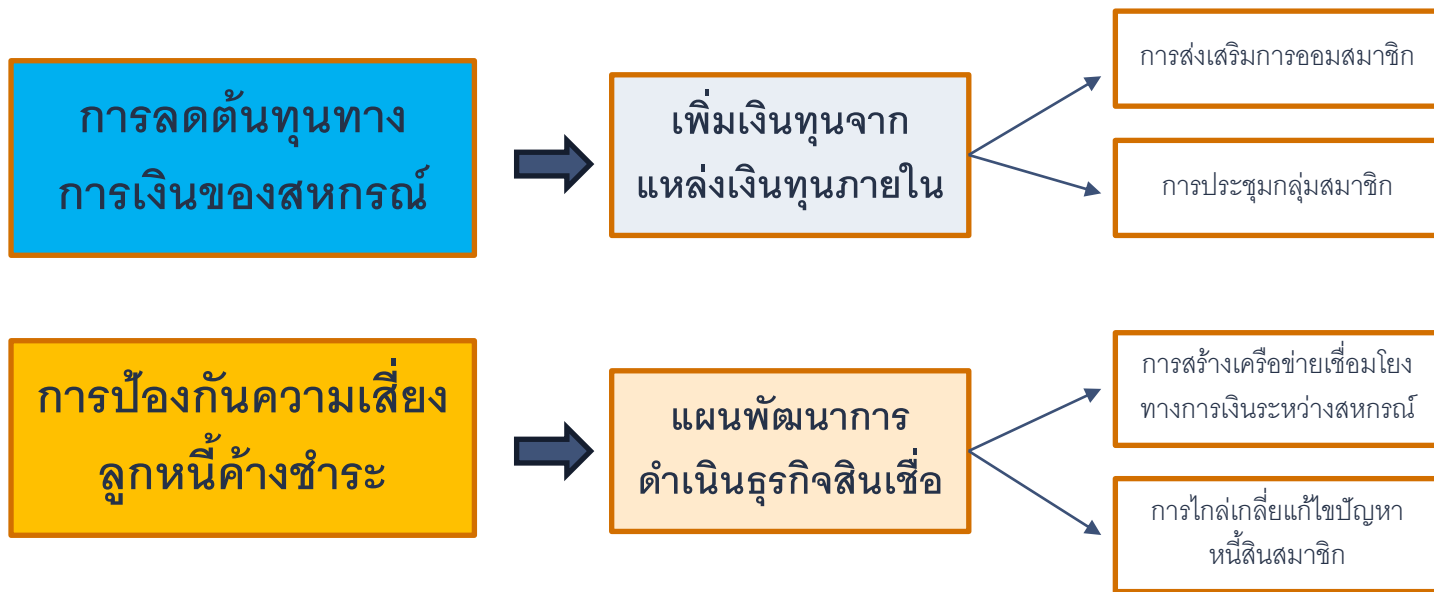 การลดต้นทุนทาง
การเงินของสหกรณ์
เพิ่มเงินทุนจาก
แหล่งเงินทุนภายใน
การส่งเสริมการออมสมาชิก
การประชุมกลุ่มสมาชิก
การป้องกันความเสี่ยง
ลูกหนี้ค้างชำระ
แผนพัฒนาการ
ดำเนินธุรกิจสินเชื่อ
การสร้างเครือข่ายเชื่อมโยง
ทางการเงินระหว่างสหกรณ์
การไกล่เกลี่ยแก้ไขปัญหา
หนี้สินสมาชิก